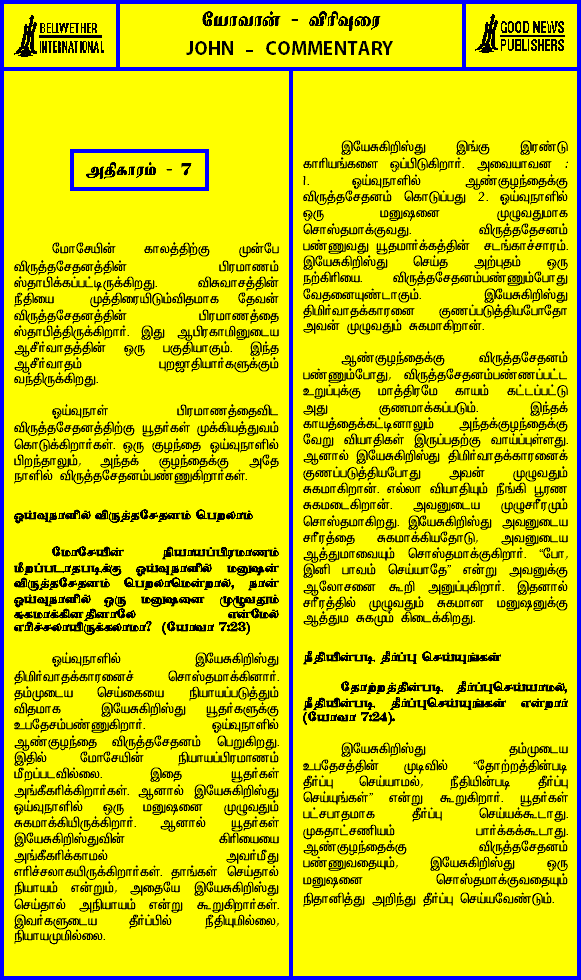 BELWETHER
INTERNATIONAL
யோவான் - விரிவுரை
JOHN - COMMENTARY
GOOD NEWS
PUBLISHERS
அதிகாரம் - 7
மோசேயின் காலத்திற்கு முன்பே
விருத்தசேதனத்தின் பிரமாணம்
ஸ்தாபிக்கப்பட்டிருக்கிறது. விசுவாசத்தின்
நீதியை முத்திரையிடும்விதமாக தேவன்
விருத்தசேதனத்தின் பிரமாணத்தை
ஸ்தாபித்திருக்கிறார். இது ஆபிரகாமினுடைய
ஆசீர்வாதத்தின் ஒரு பகுதியாகும். இந்த
ஆசீர்வாதம் புறஜாதியார்களுக்கும்
வந்திருக்கிறது.
ஓய்வுநாள் பிரமாணத்தைவிட
விருத்தசேதனத்திற்கு யூதர்கள் முக்கியத்துவம்
கொடுக்கிறார்கள். ஒரு குழந்தை ஓய்வுநாளில்
பிறந்தாலும், அந்தக் குழந்தைக்கு அதே
நாளில் விருத்தசேதனம்பண்ணுகிறார்கள்.
ஓய்வுநாளில் விருத்தசேதனம் பெறலாம்
மோசேயின் நியாயப்பிரமாணம்
மீறப்படாதபடிக்கு ஓய்வுநாளில் மனுஷன்
விருத்தசேதனம் பெறலாமென்றால், நான்
ஓய்வுநாளில் ஒரு மனுஷனை முழுவதும்
சுகமாக்கினதினாலே என்மேல்
எரிச்சலாயிருக்கலாமா? (யோவா 7:23)
ஓய்வுநாளில் இயேசுகிறிஸ்து
திமிர்வாதக்காரனைச் சொஸ்தமாக்கினார்.
தம்முடைய செய்கையை நியாயப்படுத்தும்
விதமாக இயேசுகிறிஸ்து யூதர்களுக்கு
உபதேசம்பண்ணுகிறார். ஓய்வுநாளில்
ஆண்குழந்தை விருத்தசேதனம் பெறுகிறது.
இதில் மோசேயின் நியாயப்பிரமாணம்
மீறப்படவில்லை. இதை யூதர்கள்
அங்கீகரிக்கிறார்கள். ஆனால் இயேசுகிறிஸ்து
ஓய்வுநாளில் ஒரு மனுஷனை முழுவதும்
சுகமாக்கியிருக்கிறார். ஆனால் யூதர்கள்
இயேசுகிறிஸ்துவின் கிரியையை
அங்கீகரிக்காமல் அவர்மீது
எரிச்சலாகயிருக்கிறார்கள். தாங்கள் செய்தால்
நியாயம் என்றும், அதையே இயேசுகிறிஸ்து
செய்தால் அநியாயம் என்று கூறுகிறார்கள்.
இவர்களுடைய தீர்ப்பில் நீதியுமில்லை,
நியாயமுமில்லை.
இயேசுகிறிஸ்து இங்கு இரண்டு
காரியங்களை ஒப்பிடுகிறார். அவையாவன :
1. ஓய்வுநாளில் ஆண்குழந்தைக்கு
விருத்தசேதனம் கொடுப்பது 2. ஓய்வுநாளில்
ஒரு மனுஷனை முழுவதுமாக
சொஸ்தமாக்குவது. விருத்ததேசனம்
பண்ணுவது யூதமார்க்கத்தின் சடங்காச்சாரம்.
இயேசுகிறிஸ்து செய்த அற்புதம் ஒரு
நற்கிரியை. விருத்தசேதனம்பண்ணும்போது
வேதனையுண்டாகும். இயேசுகிறிஸ்து
திமிர்வாதக்காரனை குணப்படுத்தியபோதோ
அவன் முழுவதும் சுகமாகிறான்.
ஆண்குழந்தைக்கு விருத்தசேதனம்
பண்ணும்போது, விருத்தசேதனம்பண்ணப்பட்ட
உறுப்புக்கு மாத்திரமே காயம் கட்டப்பட்டு
அது குணமாக்கப்படும். இந்தக்
காயத்தைக்கட்டினாலும் அந்தக்குழந்தைக்கு
வேறு வியாதிகள் இருப்பதற்கு வாய்ப்புள்ளது.
ஆனால் இயேசுகிறிஸ்து திமிர்வாதக்காரனைக்
குணப்படுத்தியபோது அவன் முழுவதும்
சுகமாகிறான். எல்லா வியாதியும் நீங்கி பூரண
சுகமடைகிறான். அவனுடைய முழுசரீரமும்
சொஸ்தமாகிறது. இயேசுகிறிஸ்து அவனுடைய
சரீரத்தை சுகமாக்கியதோடு, அவனுடைய
ஆத்துமாவையும் சொஸ்தமாக்குகிறார். “போ,
இனி பாவம் செய்யாதே” என்று அவனுக்கு
ஆலோசனை கூறி அனுப்புகிறார். இதனால்
சரீரத்தில் முழுவதும் சுகமான மனுஷனுக்கு
ஆத்தும சுகமும் கிடைக்கிறது.
நீதியின்படி தீர்ப்பு செய்யுங்கள்
தோற்றத்தின்படி தீர்ப்புசெய்யாமல்,
நீதியின்படி தீர்ப்புசெய்யுங்கள் என்றார்
(யோவா 7:24).
இயேசுகிறிஸ்து தம்முடைய
உபதேசத்தின் முடிவில் “தோற்றத்தின்படி
தீர்ப்பு செய்யாமல், நீதியின்படி தீர்ப்பு
செய்யுங்கள்” என்று கூறுகிறார். யூதர்கள்
பட்சபாதமாக தீர்ப்பு செய்யக்கூடாது.
முகதாட்சணியம் பார்க்கக்கூடாது.
ஆண்குழந்தைக்கு விருத்தசேதனம்
பண்ணுவதையும், இயேசுகிறிஸ்து ஒரு
மனுஷனை சொஸ்தமாக்குவதையும்
நிதானித்து அறிந்து தீர்ப்பு செய்யவேண்டும்.